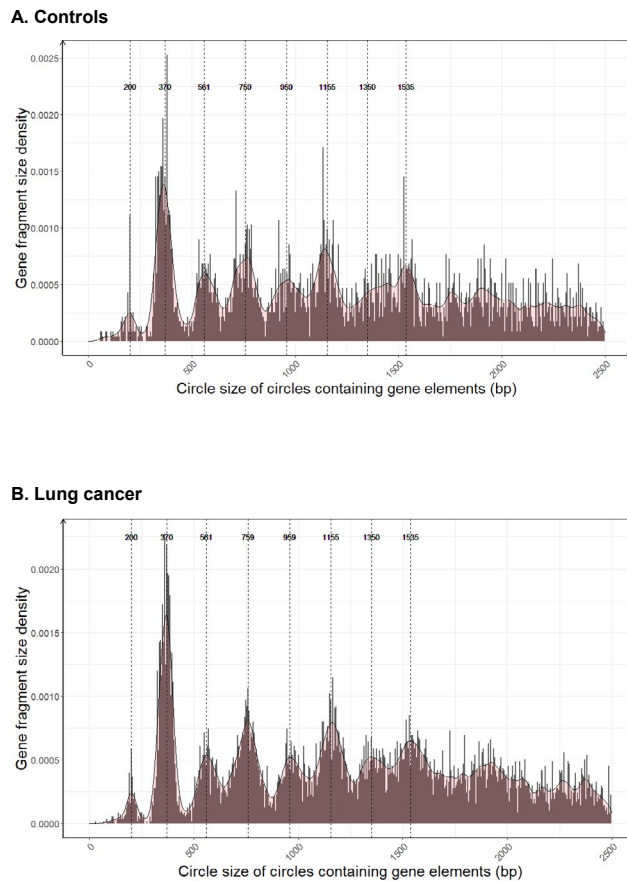 A. Controls
Gene fragment size density
0.0025
0.0020
0.0015
0.0010
0.0005
0.0000
200 370 561 759 959 1155 1350 1535
0 500 1000 1500 2000 2500
Circle size of circles containing gene elements (bp)
B. Lung cancer
Gene fragment size density
0.0020
0.0015
0.0010
0.0005
0.0000
200 370 561 759 959 1155 1350 1535
0 500 1000 1500 2000 2500
Circle size of circles containing gene elements (bp)